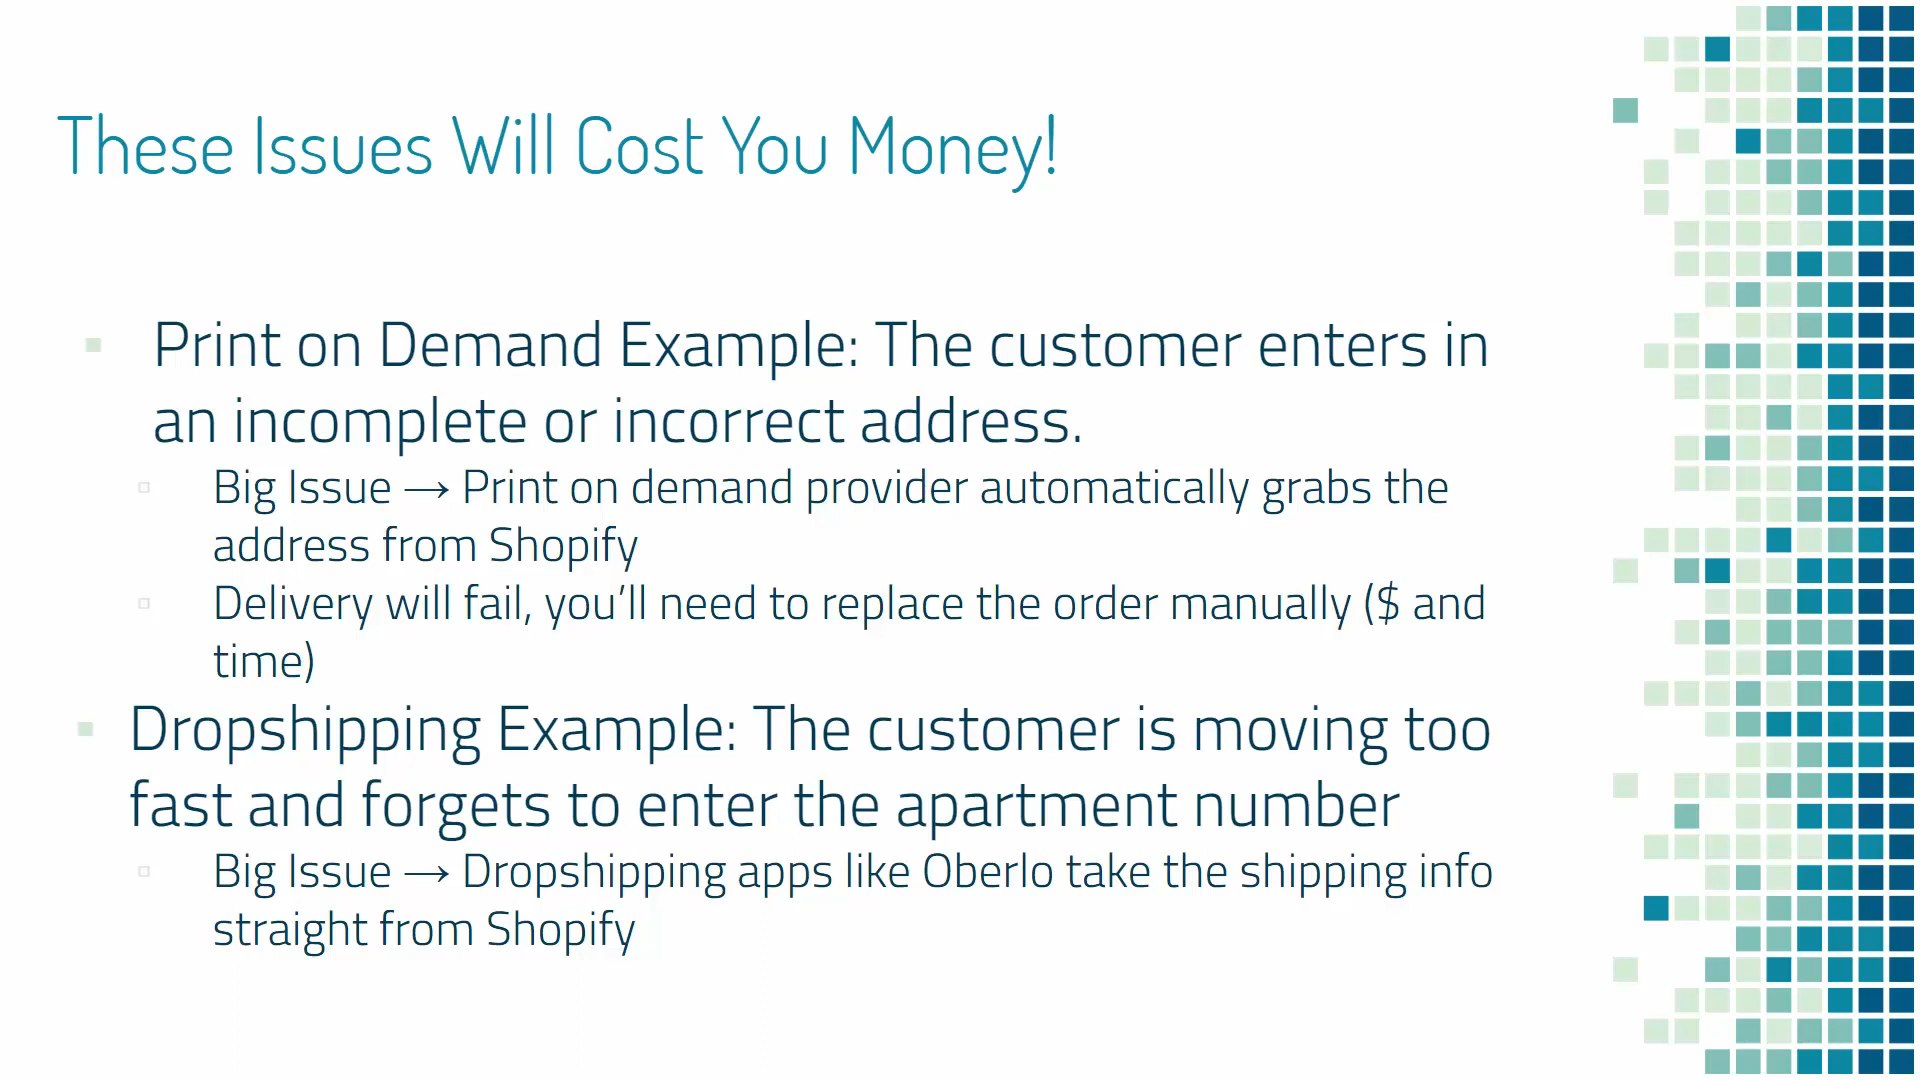 These Issues Will Cost You Money!
Print on Demand Example: The customer enters in
an incomplete or incorrect address.
Big Issue → Print on demand provider automatically grabs the
address from Shopify
Delivery will fail, you’ll need to replace the order manually ($ and
time)
Dropshipping Example: The customer is moving too
fast and forgets to enter the apartment number
Big Issue → Dropshipping apps like Oberlo take the shipping info
straight from Shopify